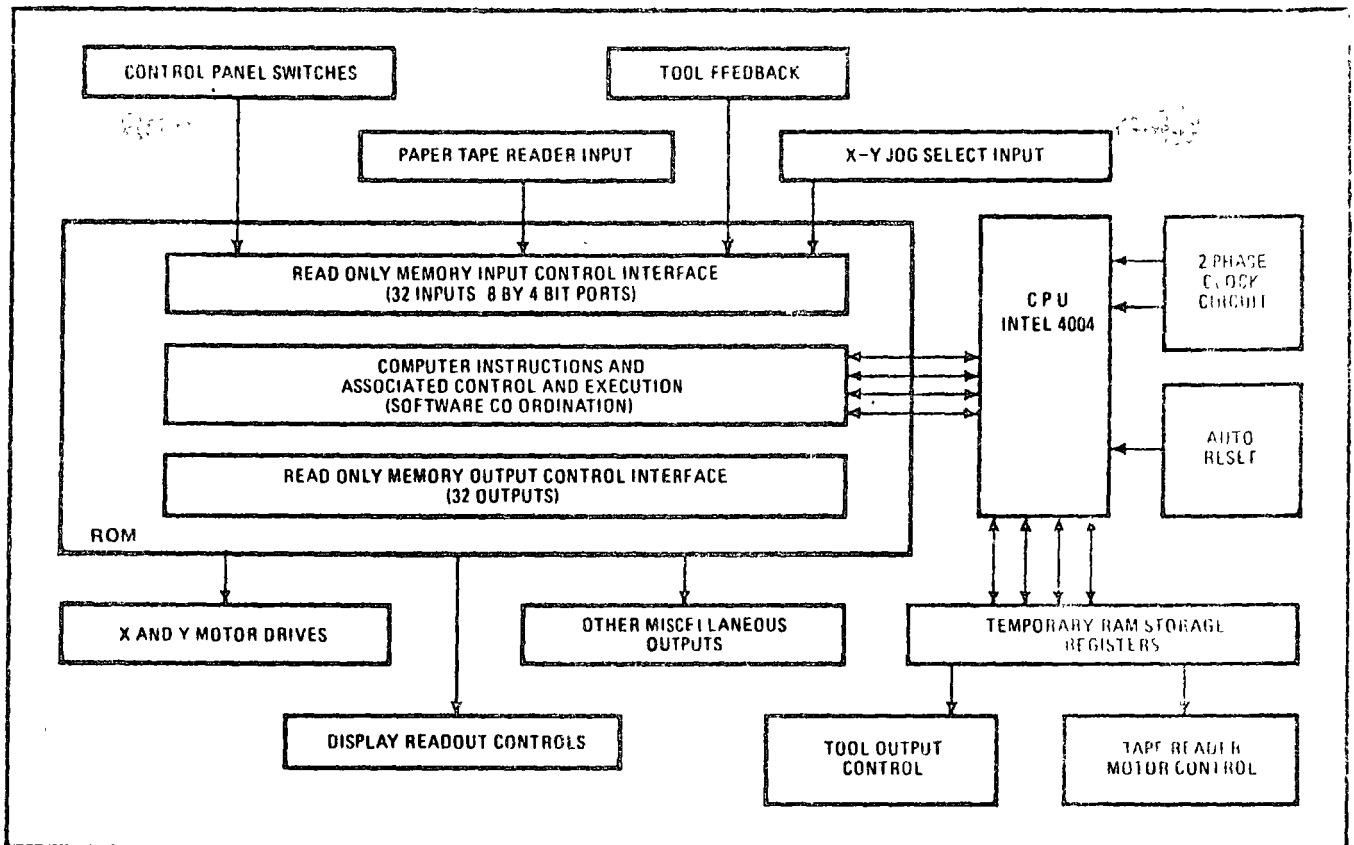 CONTROL PANEL SWITCHES
TOOL FEEDBACK
PAPER TAPE READER INPUT
X-Y JOG SELECT INPUT
READ ONLY MEMORY INPUT CONTROL INTERFACE
(32 INPUTS 8 BY 4 BIT PORTS)
CPU
INTEL 4004
2 PHASE
CLOCK
CIRCUIT
COMPUTER INSTRUCTIONS AND
ASSOCIATED CONTROL AND EXECUTION
(SOFTWARE CO ORDINATION)
AUTO
RESET
READ ONLY MEMORY OUTPUT CONTROL INTERFACE
(32 OUTPUTS)
ROM
X AND Y MOTOR DRIVES
OTHER MISCELLANEOUS
OUTPUTS
TEMPORARY RAM STORAGE
REGISTERS
DISPLAY READOUT CONTROLS
TOOL OUTPUT
CONTROL
TAPE READER
MOTOR CONTROL